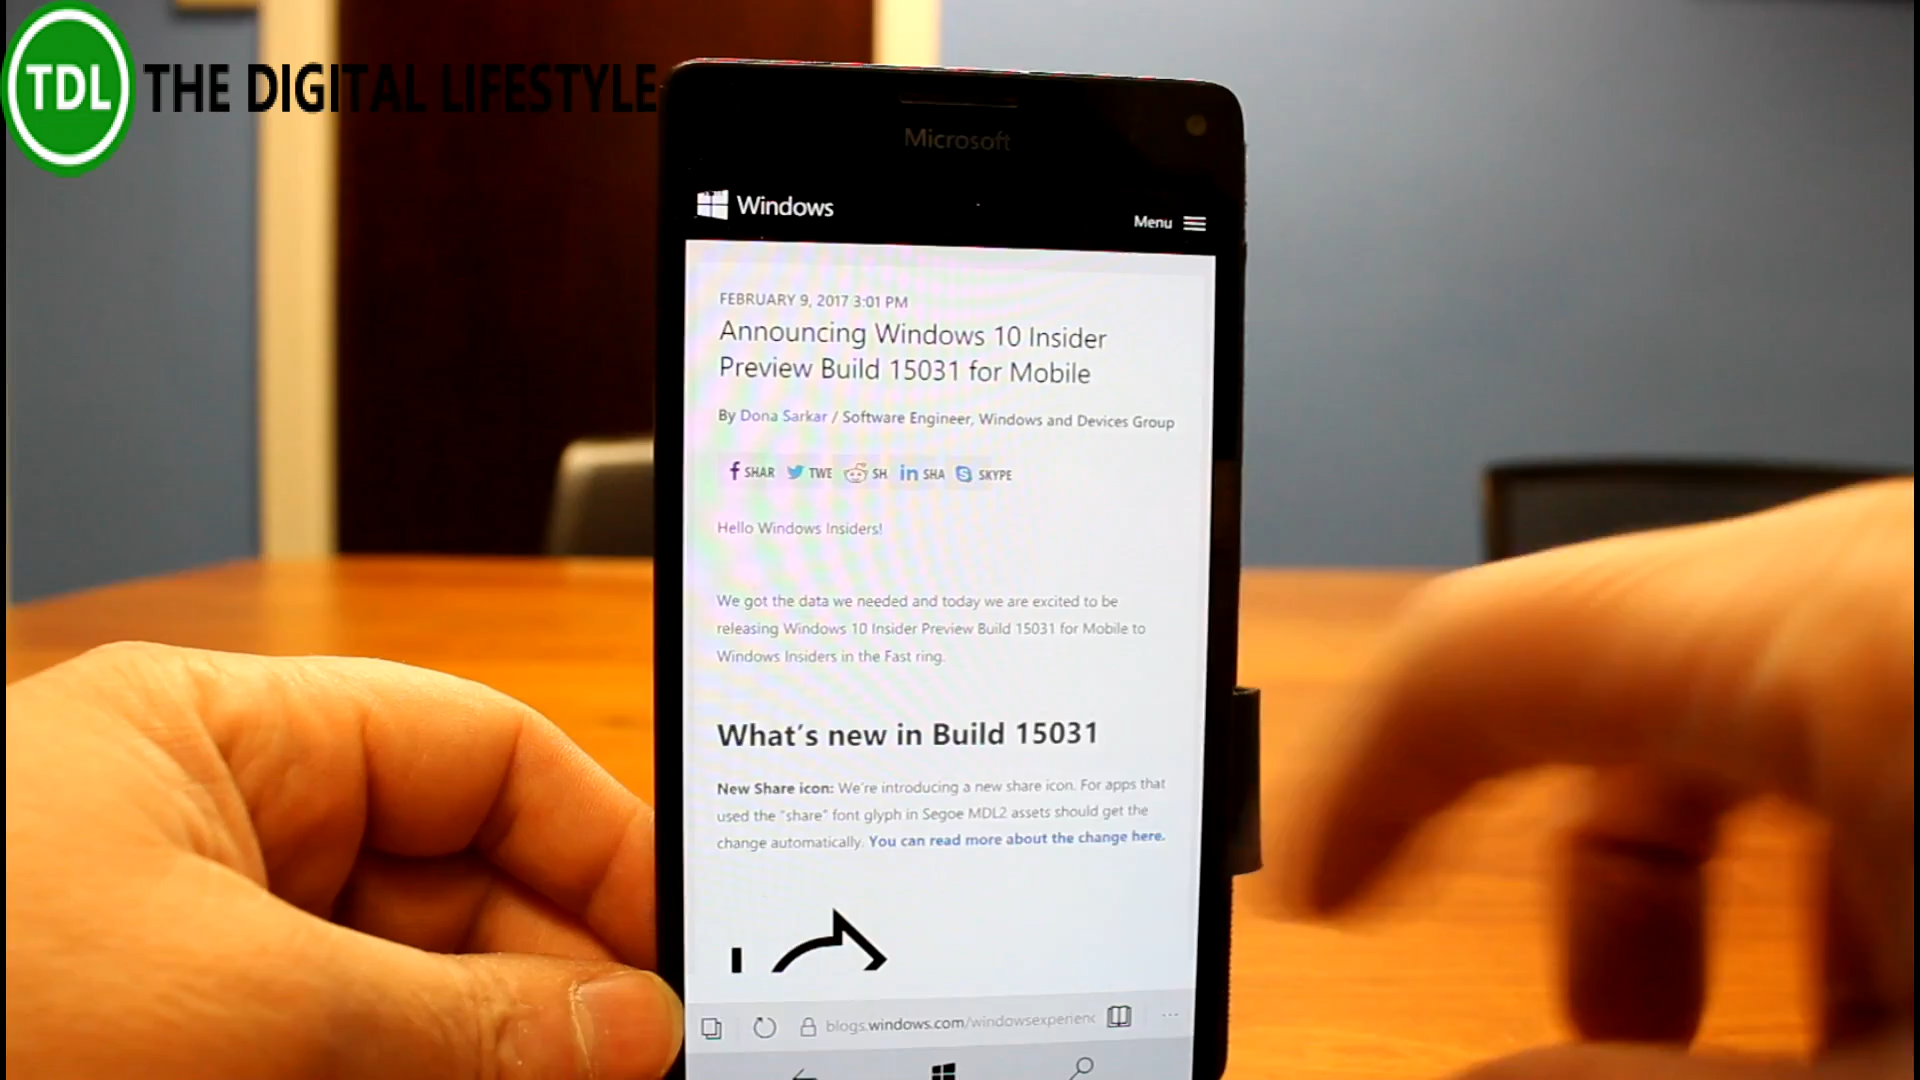 TDL THE DIGITAL LIFESTYLE
Microsoft
Windows
Menu
FEBRUARY 9, 2017 3:01 PM
Announcing Windows 10 Insider
Preview Build 15031 for Mobile
By Dona Sarkar / Software Engineer, Windows and Devices Group
f SHAR TWE SH in SHA S SKYPE
Hello Windows Insiders!
We got the data we needed and today we are excited to be
releasing Windows 10 Insider Preview Build 15031 for Mobile to
Windows Insiders in the Fast ring.
What's new in Build 15031
New Share icon: We're introducing a new share icon. For apps that
used the "share" font glyph in Segoe MDL2 assets should get the
change automatically. You can read more about the change here.
blogs.windows.com/windowsexperienc